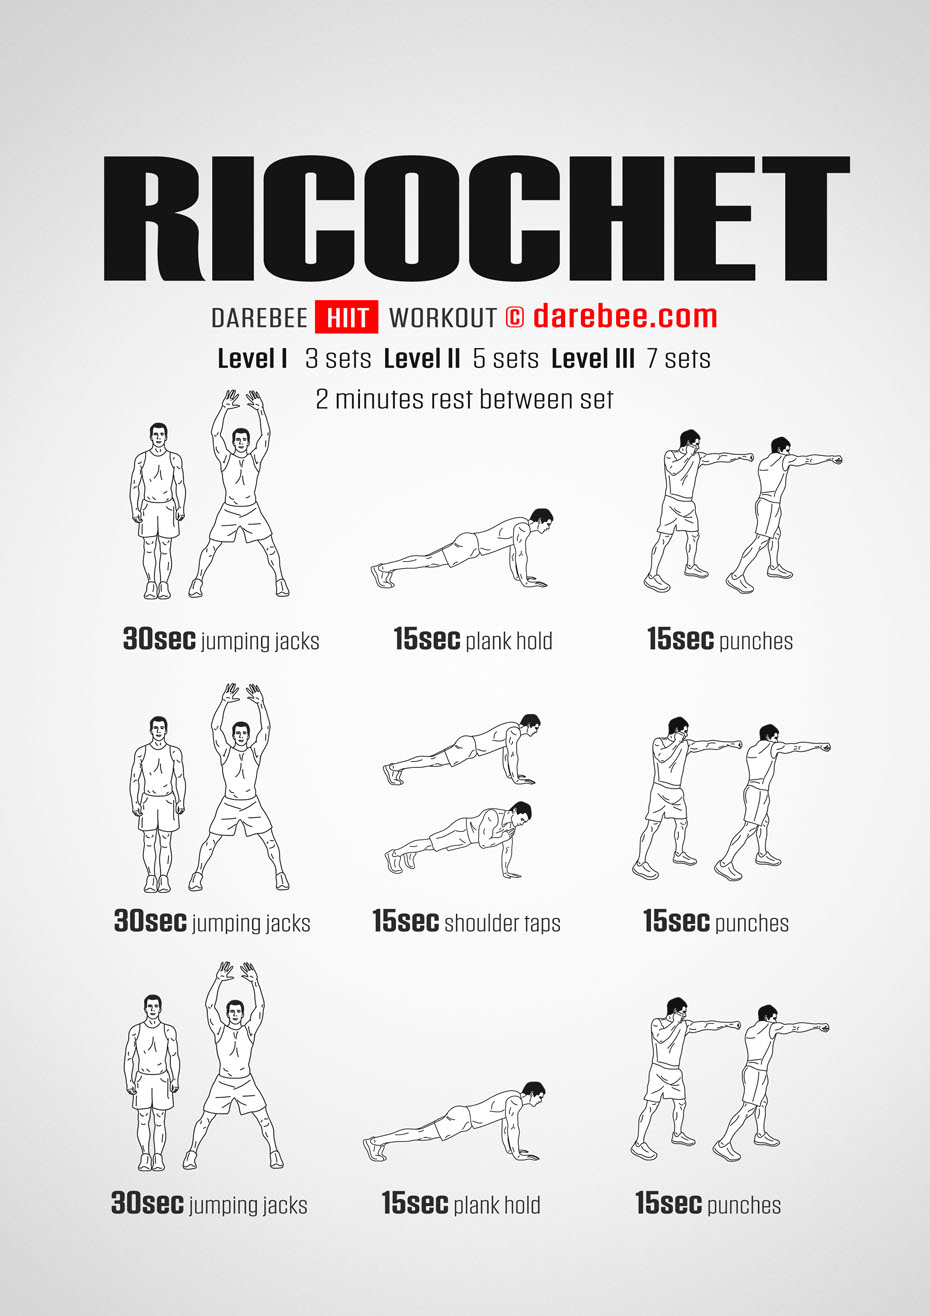 RICOCHET
DAREBEE HIIT WORKOUT © darebee.com
Level I 3 sets Level II 5 sets Level III 7 sets
2 minutes rest between set
30sec jumping jacks 15sec plank hold 15sec punches
30sec jumping jacks 15sec shoulder taps 15sec punches
30sec jumping jacks 15sec plank hold 15sec punches